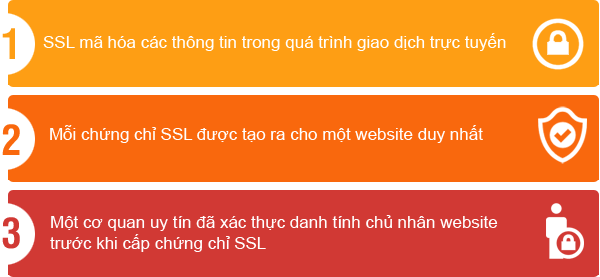 1 SSL mã hóa các thông tin trong quá trình giao dịch trực tuyến
2 Mỗi chứng chỉ SSL được tạo ra cho một website duy nhất
3 Một cơ quan uy tín đã xác thực danh tính chủ nhân website
trước khi cấp chứng chỉ SSL